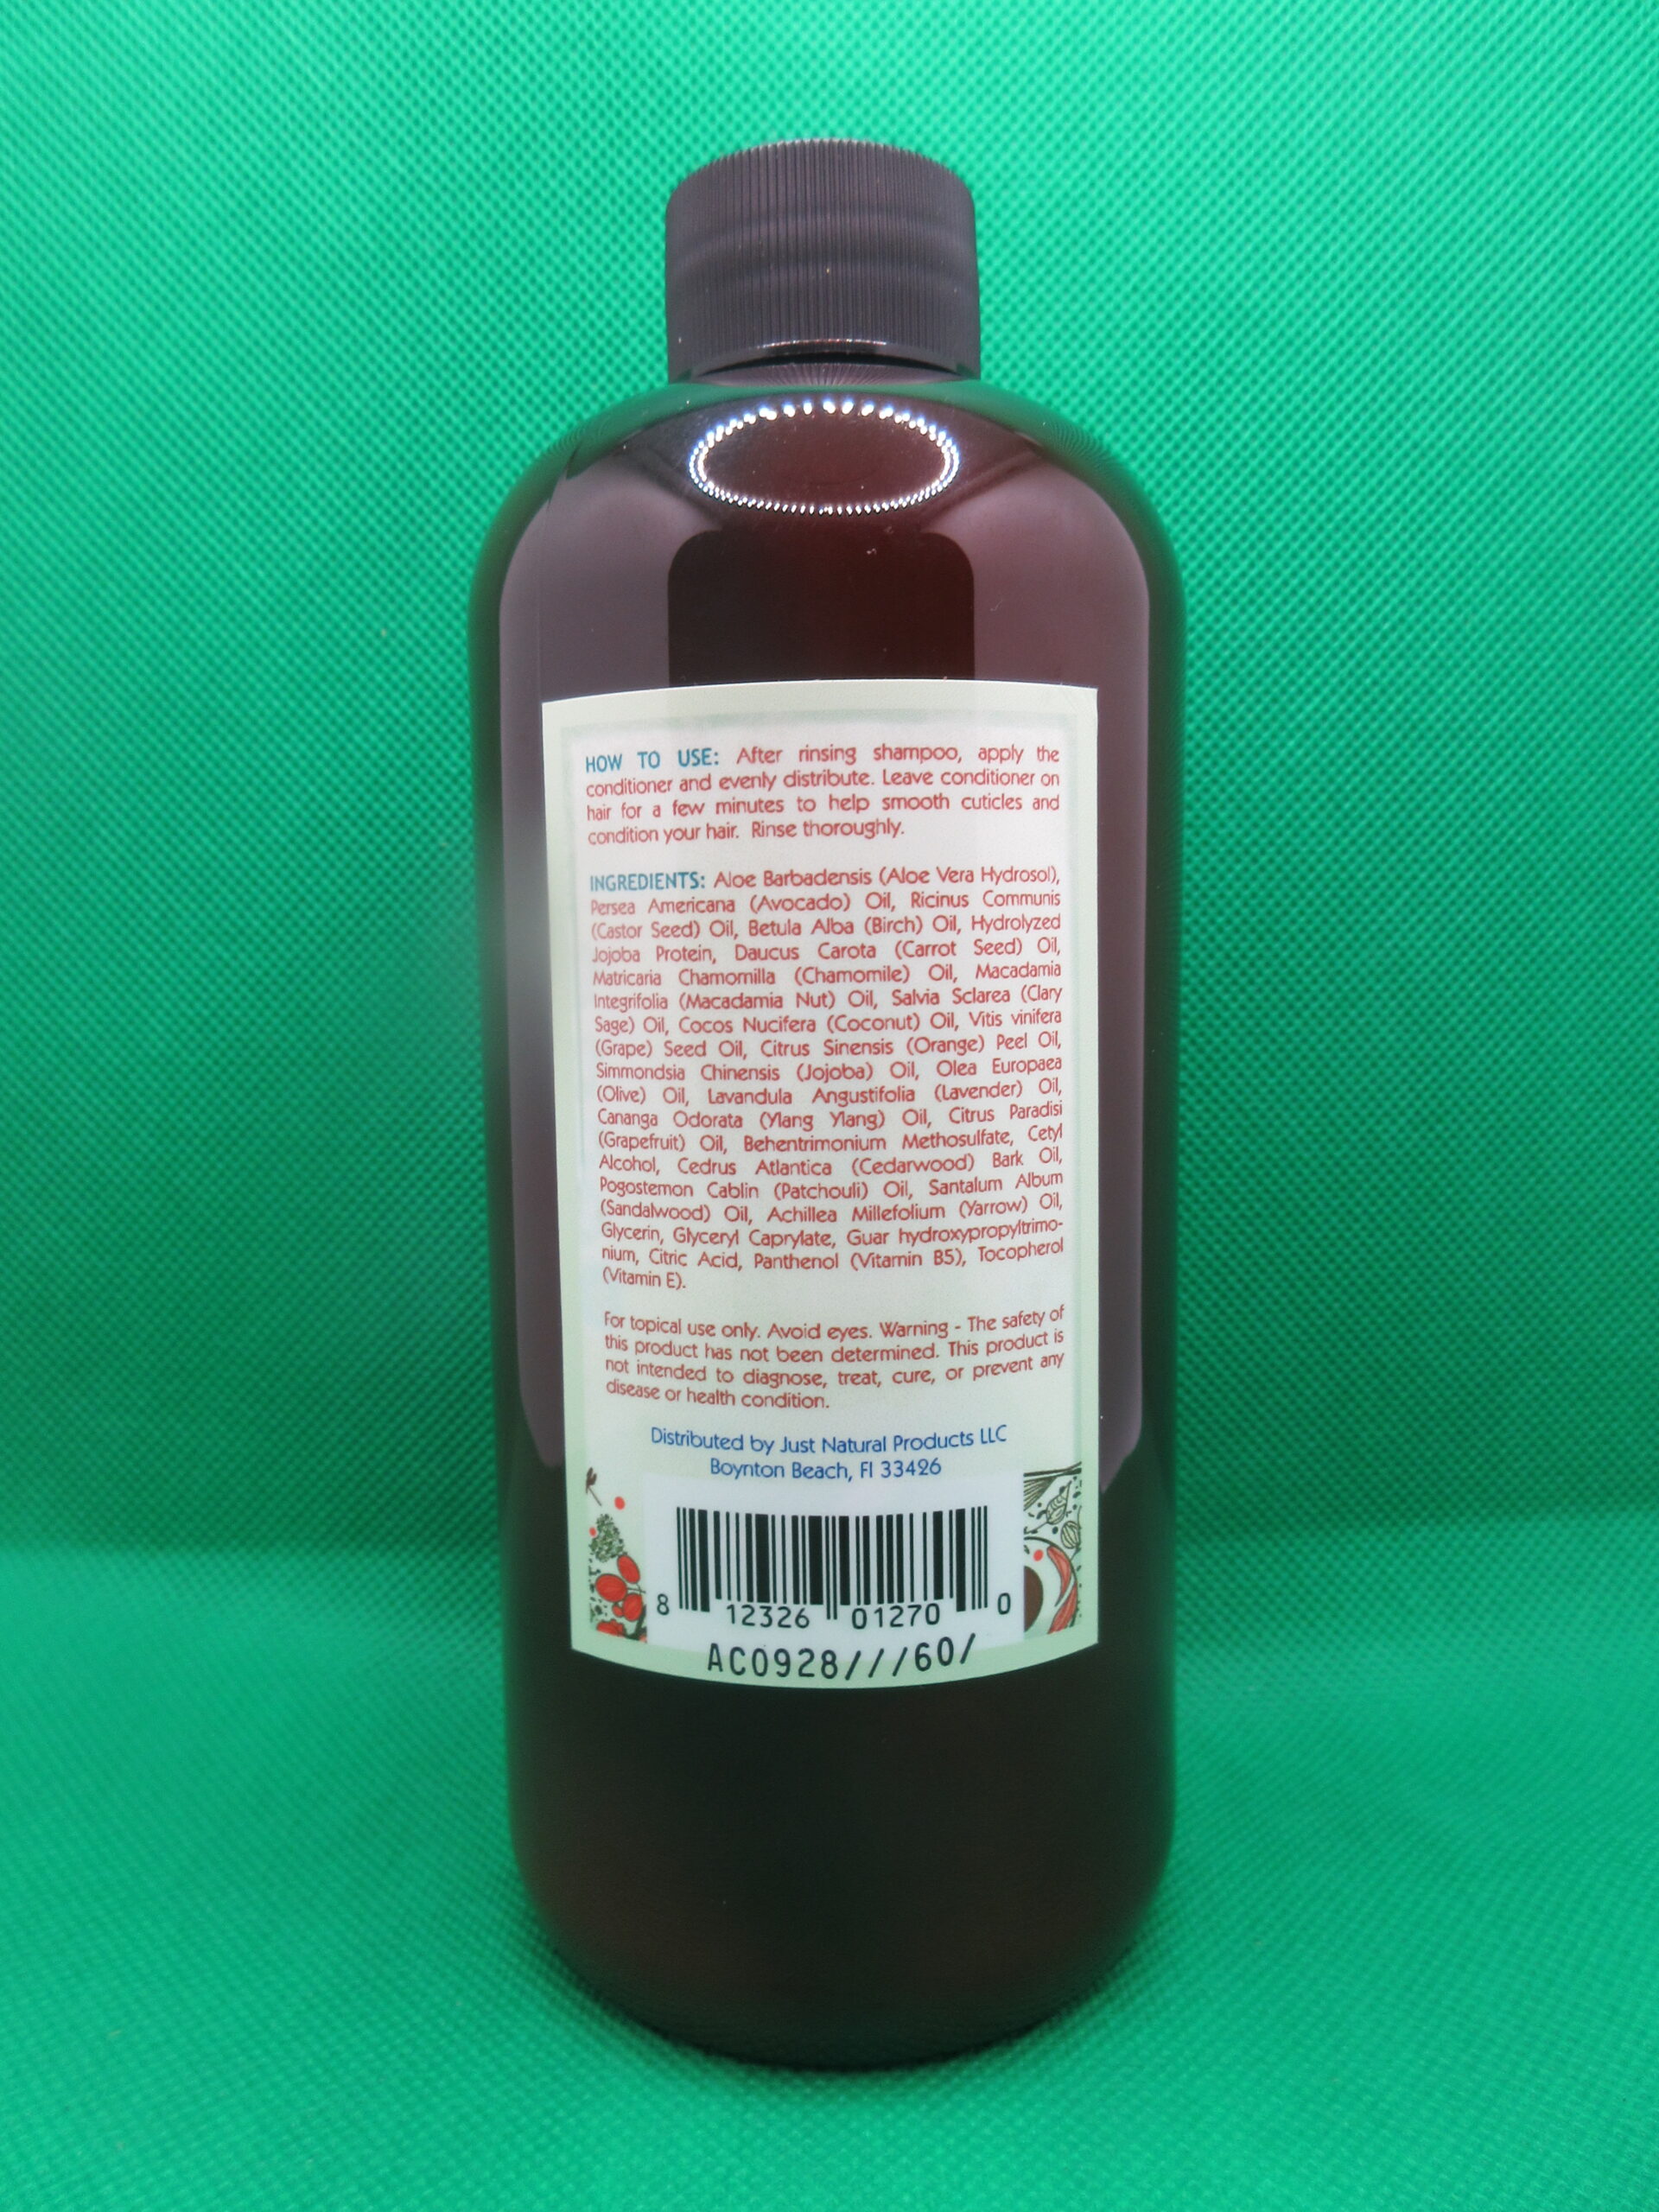 HOW TO USE: After rinsing shampoo, apply the
conditioner and evenly distribute. Leave conditioner on
hair for a few minutes to help smooth cuticles and
condition your hair. Rinse thoroughly.
INGREDIENTS: Aloe Barbadensis (Aloe Vera Hydrosol),
Persea Americana (Avocado) Oil, Ricinus Communis
(Castor Seed) Oil, Betula Alba (Birch) Oil, Hydrolyzed
Jojoba Protein, Daucus Carota (Carrot Seed) Oil,
Matricaria Chamomilla (Chamomile) Oil, Macadamia
Integrifolia (Macadamia Nut) Oil, Salvia Sclarea (Clary
Sage) Oil, Cocos Nucifera (Coconut) Oil, Vitis vinifera
(Grape) Seed Oil, Citrus Sinensis (Orange) Peel Oil,
Simmondsia Chinensis (Jojoba) Oil, Olea Europaea
(Olive) Oil, Lavandula Angustifolia (Lavender) Oil,
Cananga Odorata (Ylang Ylang) Oil, Citrus Paradisi
(Grapefruit) Oil, Behentrimonium Methosulfate, Cetyl
Alcohol, Cedrus Atlantica (Cedarwood) Bark Oil,
Pogostemon Cablin (Patchouli) Oil, Santalum Album
(Sandalwood) Oil, Achillea Millefolium (Yarrow) Oil,
Glycerin, Glyceryl Caprylate, Guar hydroxypropyltrimo-
nium, Citric Acid, Panthenol (Vitamin B5), Tocopherol
(Vitamin E).
For topical use only. Avoid eyes. Warning - The safety of
this product has not been determined. This product is
not intended to diagnose, treat, cure, or prevent any
disease or health condition.
Distributed by Just Natural Products LLC
Boynton Beach, Fl 33426
8 12326 01270 0
AC0928///60/